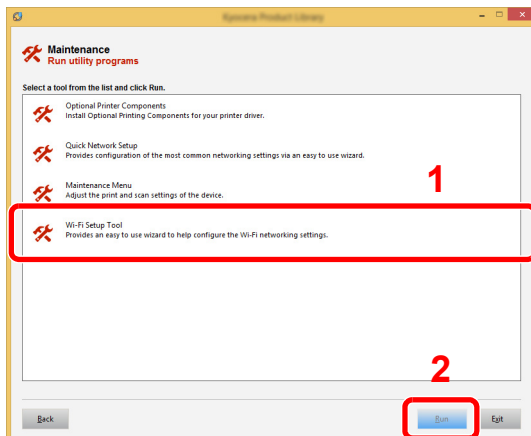 Kyocera Product Library
Maintenance
Run utility programs
Select a tool from the list and click Run.
Optional Printer Components
Install Optional Printing Components for your printer driver.
Quick Network Setup
Provides configuration of the most common networking settings via an easy to use wizard.
1
Maintenance Menu
Adjust the print and scan settings of the device.
Wi-Fi Setup Tool
Provides an easy to use wizard to help configure the Wi-Fi networking settings.
2
Back
Run
Exit